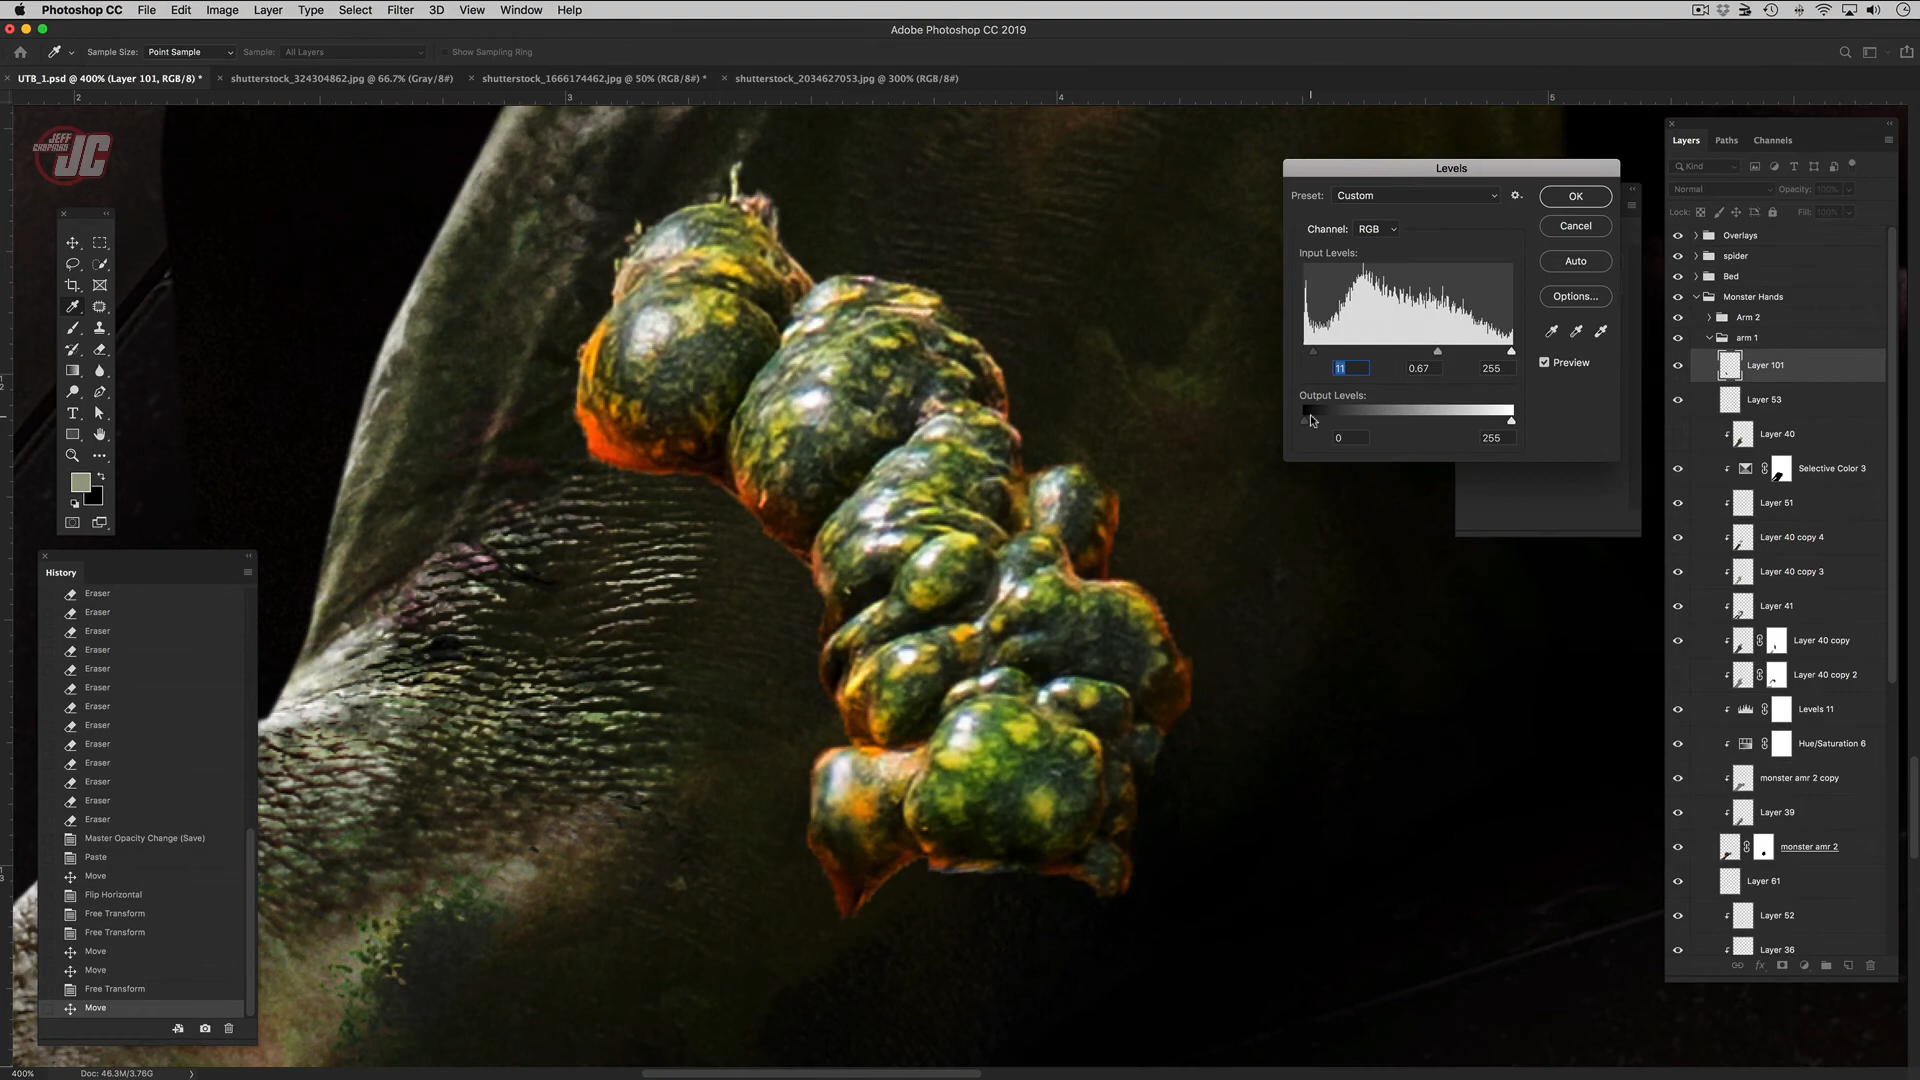 Photoshop CC File Edit Image Layer Type Select Filter 3D View Window Help
Adobe Photoshop CC 2019
Sample Size: Point Sample Sample: All Layers Show Sampling Ring
UTB_1.psd @ 400% (Layer 101, RGB/8) * shutterstock_324304862.jpg @ 66.7% (Gray/8#) shutterstock_1666174462.jpg @ 50% (RGB/8#) * shutterstock_2034627053.jpg @ 300% (RGB/8#)
2 3 4 5
JEFF CHAPMAN JC
Levels
Preset: Custom
OK
Channel: RGB
Cancel
Input Levels:
Auto
Options...
Preview
11 0.67 255
Output Levels:
0 255
Layers Paths Channels
Kind
Normal Opacity: 100%
Lock: Fill: 100%
Overlays
spider
Bed
Monster Hands
Arm 2
arm 1
Layer 101
Layer 53
Layer 40
Selective Color 3
Layer 51
Layer 40 copy 4
Layer 40 copy 3
Layer 41
Layer 40 copy
Layer 40 copy 2
Levels 11
Hue/Saturation 6
monster amr 2 copy
Layer 39
monster amr 2
Layer 61
Layer 52
Layer 36
fx
History
Eraser
Eraser
Eraser
Eraser
Eraser
Eraser
Eraser
Eraser
Eraser
Eraser
Eraser
Eraser
Eraser
Master Opacity Change (Save)
Paste
Move
Flip Horizontal
Free Transform
Free Transform
Move
Move
Free Transform
Move
400% Doc: 46.3M/3.76G